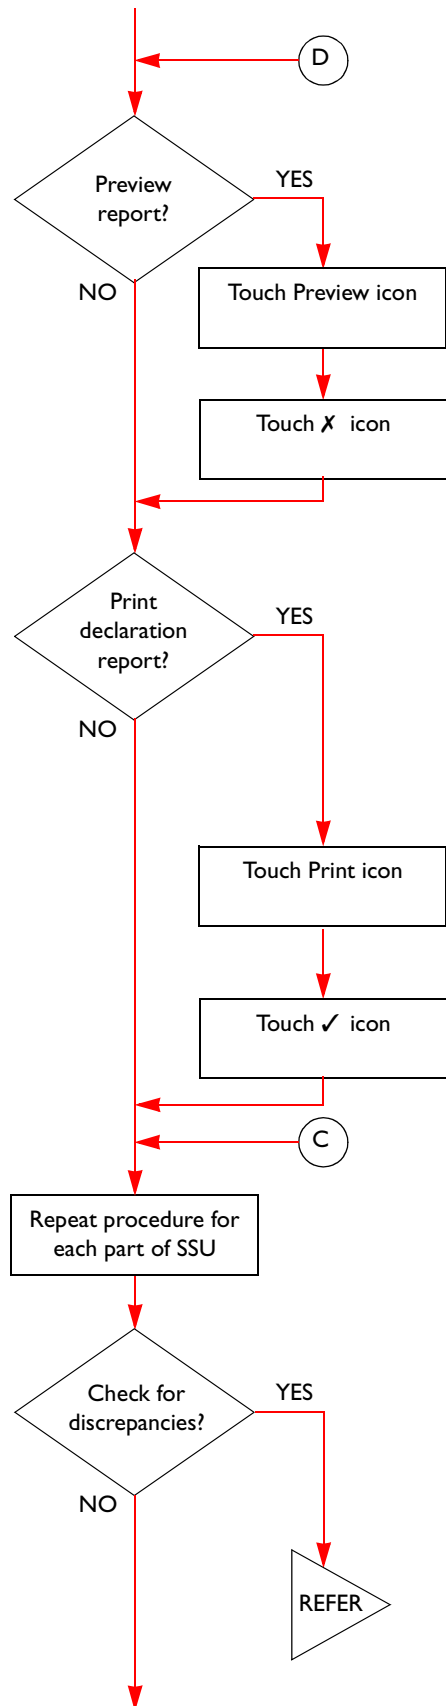 D
Preview
report?
YES
NO
Touch Preview icon
Touch ✗ icon
Print
declaration
report?
YES
NO
Touch Print icon
Touch ✓ icon
C
Repeat procedure for
each part of SSU
Check for
discrepancies?
YES
NO
REFER